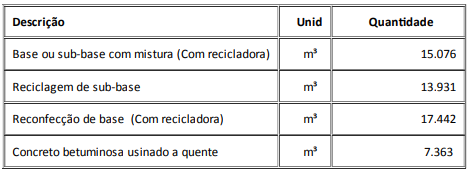 Descrição Unid Quantidade
Base ou sub-base com mistura (Com recicladora) m³ 15.076
Reciclagem de sub-base m³ 13.931
Reconfecção de base (Com recicladora) m³ 17.442
Concreto betuminosa usinado a quente m³ 7.363